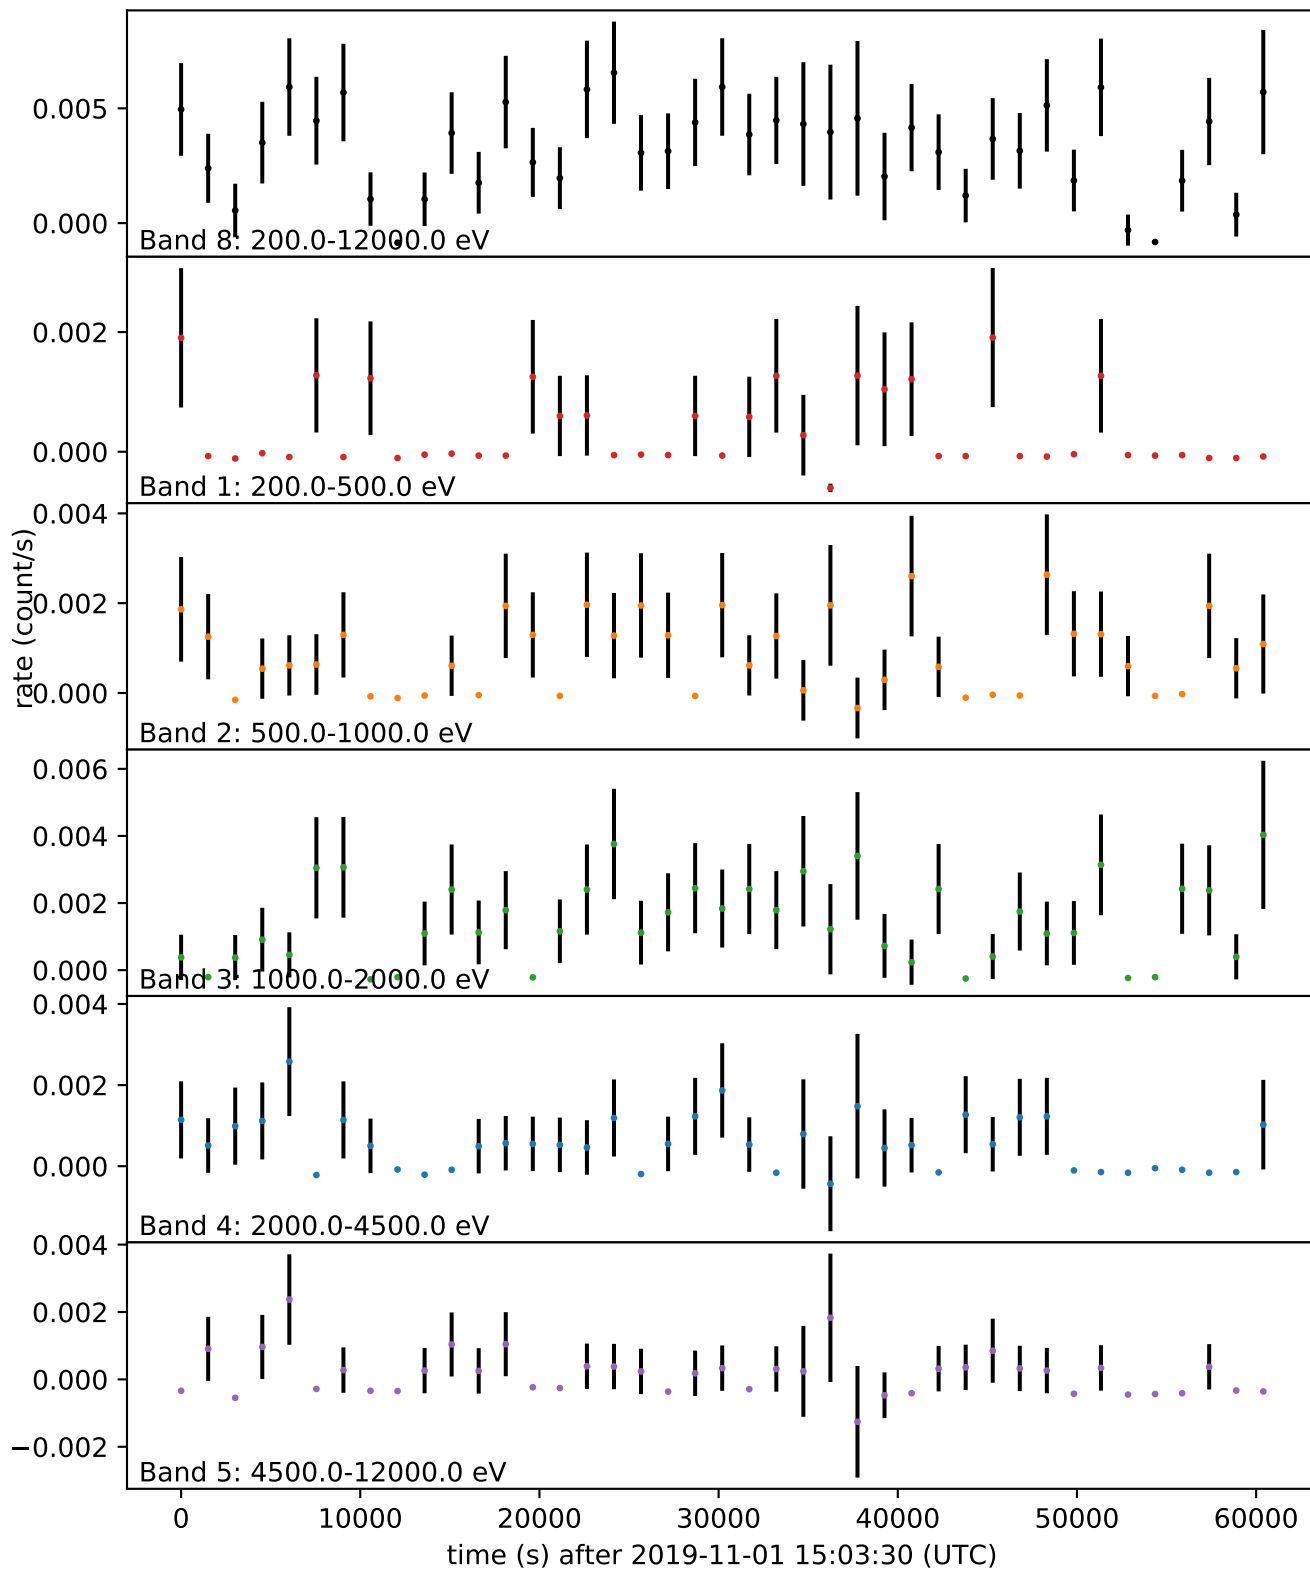 0.005
0.000
Band 8: 200.0-12000.0 eV
0.002
0.000
Band 1: 200.0-500.0 eV
0.004
0.002
0.000
rate (count/s)
Band 2: 500.0-1000.0 eV
0.006
0.004
0.002
0.000
Band 3: 1000.0-2000.0 eV
0.004
0.002
0.000
Band 4: 2000.0-4500.0 eV
0.004
0.002
0.000
−0.002
Band 5: 4500.0-12000.0 eV
0 10000 20000 30000 40000 50000 60000
time (s) after 2019-11-01 15:03:30 (UTC)